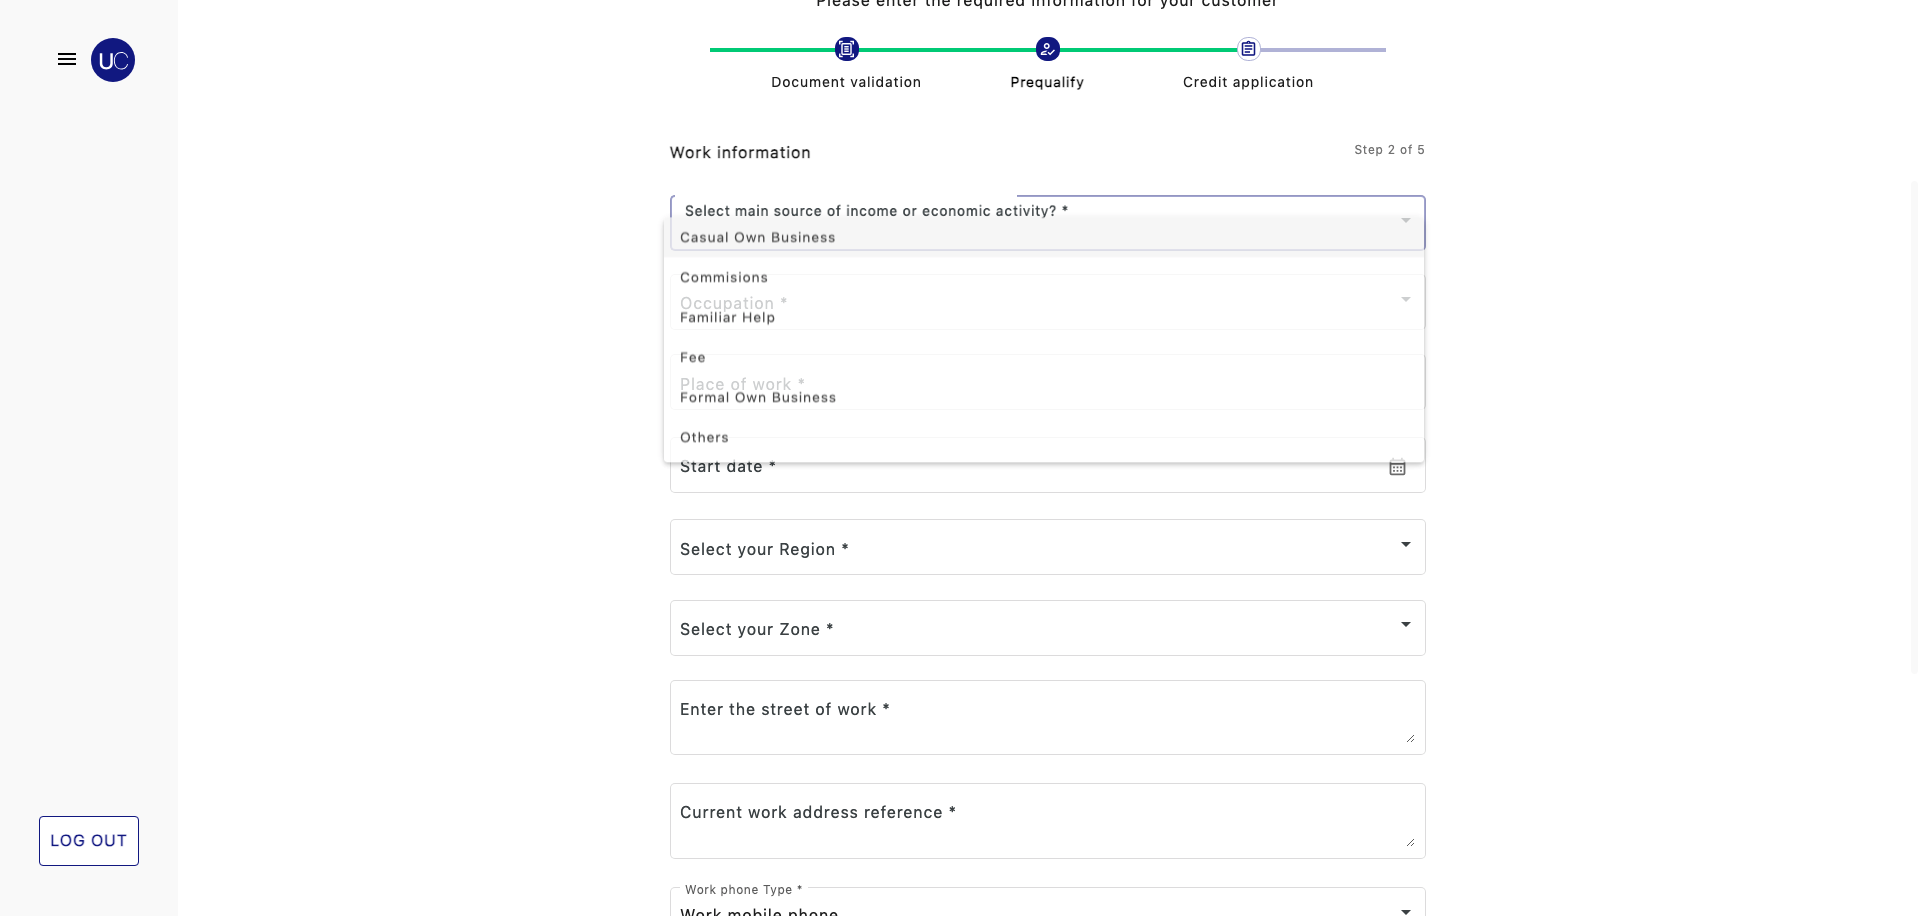 Please enter the required information for your customer
UC
Document validation
Prequalify
Credit application
Work information
Step 2 of 5
Select main source of income or economic activity? *
Casual Own Business
Commisions
Occupation *
Familiar Help
Fee
Place of work *
Formal Own Business
Others
Start date *
Select your Region *
Select your Zone *
Enter the street of work *
Current work address reference *
LOG OUT
Work phone Type *
Work mobile phone